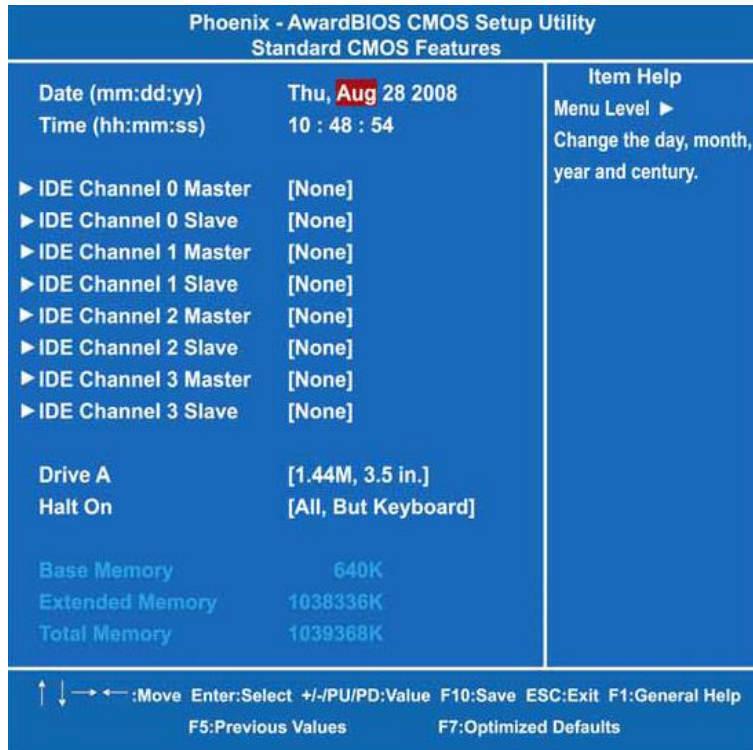 Phoenix - AwardBIOS CMOS Setup Utility
Standard CMOS Features
Date (mm:dd:yy) Thu, Aug 28 2008
Time (hh:mm:ss) 10 : 48 : 54
► IDE Channel 0 Master [None]
► IDE Channel 0 Slave [None]
► IDE Channel 1 Master [None]
► IDE Channel 1 Slave [None]
► IDE Channel 2 Master [None]
► IDE Channel 2 Slave [None]
► IDE Channel 3 Master [None]
► IDE Channel 3 Slave [None]
Drive A [1.44M, 3.5 in.]
Halt On [All, But Keyboard]
Base Memory 640K
Extended Memory 1038336K
Total Memory 1039368K
Item Help
Menu Level ►
Change the day, month,
year and century.
↑ ↓ → ← :Move Enter:Select +/-/PU/PD:Value F10:Save ESC:Exit F1:General Help
F5:Previous Values F7:Optimized Defaults